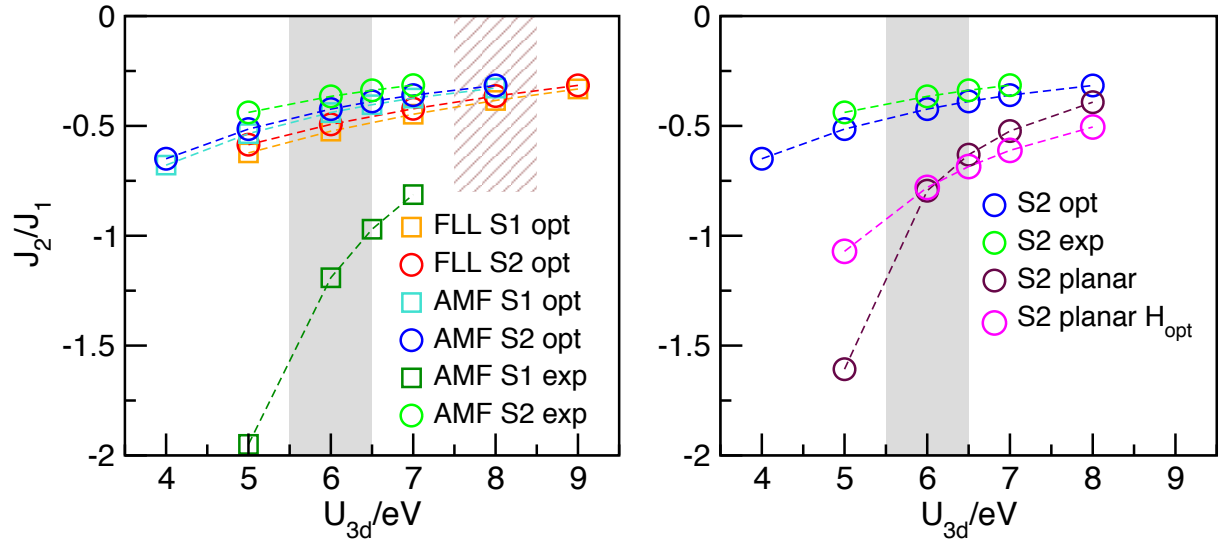 0
-0.5
-1
-1.5
-2
J2/J1
4 5 6 7 8 9
U3d/eV
FLL S1 opt
FLL S2 opt
AMF S1 opt
AMF S2 opt
AMF S1 exp
AMF S2 exp
0
-0.5
-1
-1.5
-2
4 5 6 7 8 9
U3d/eV
S2 opt
S2 exp
S2 planar
S2 planar Hopt